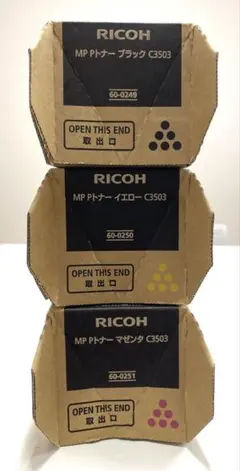 RICOH
MP Pトナー ブラック C3503
60-0249
OPEN THIS END
取出口
RICOH
MP Pトナー イエロー C3503
60-0250
OPEN THIS END
取出口
RICOH
MP Pトナー マゼンタ C3503
60-0251
OPEN THIS END
取出口